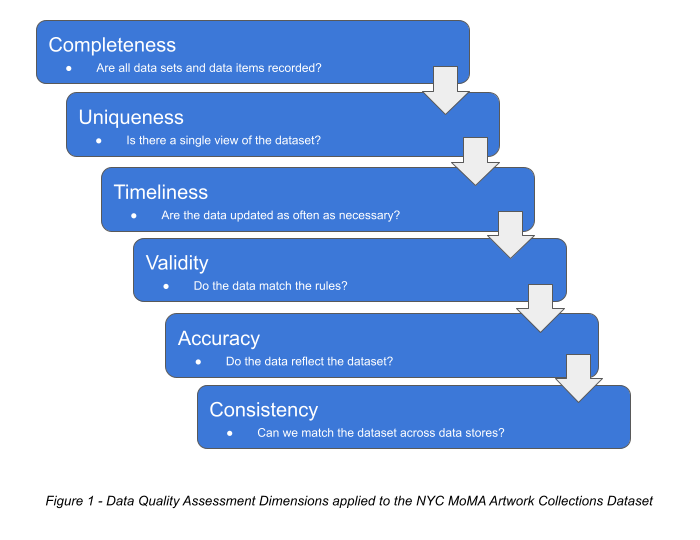 Completeness
● Are all data sets and data items recorded?
Uniqueness
● Is there a single view of the dataset?
Timeliness
● Are the data updated as often as necessary?
Validity
● Do the data match the rules?
Accuracy
● Do the data reflect the dataset?
Consistency
● Can we match the dataset across data stores?
Figure 1 - Data Quality Assessment Dimensions applied to the NYC MoMA Artwork Collections Dataset